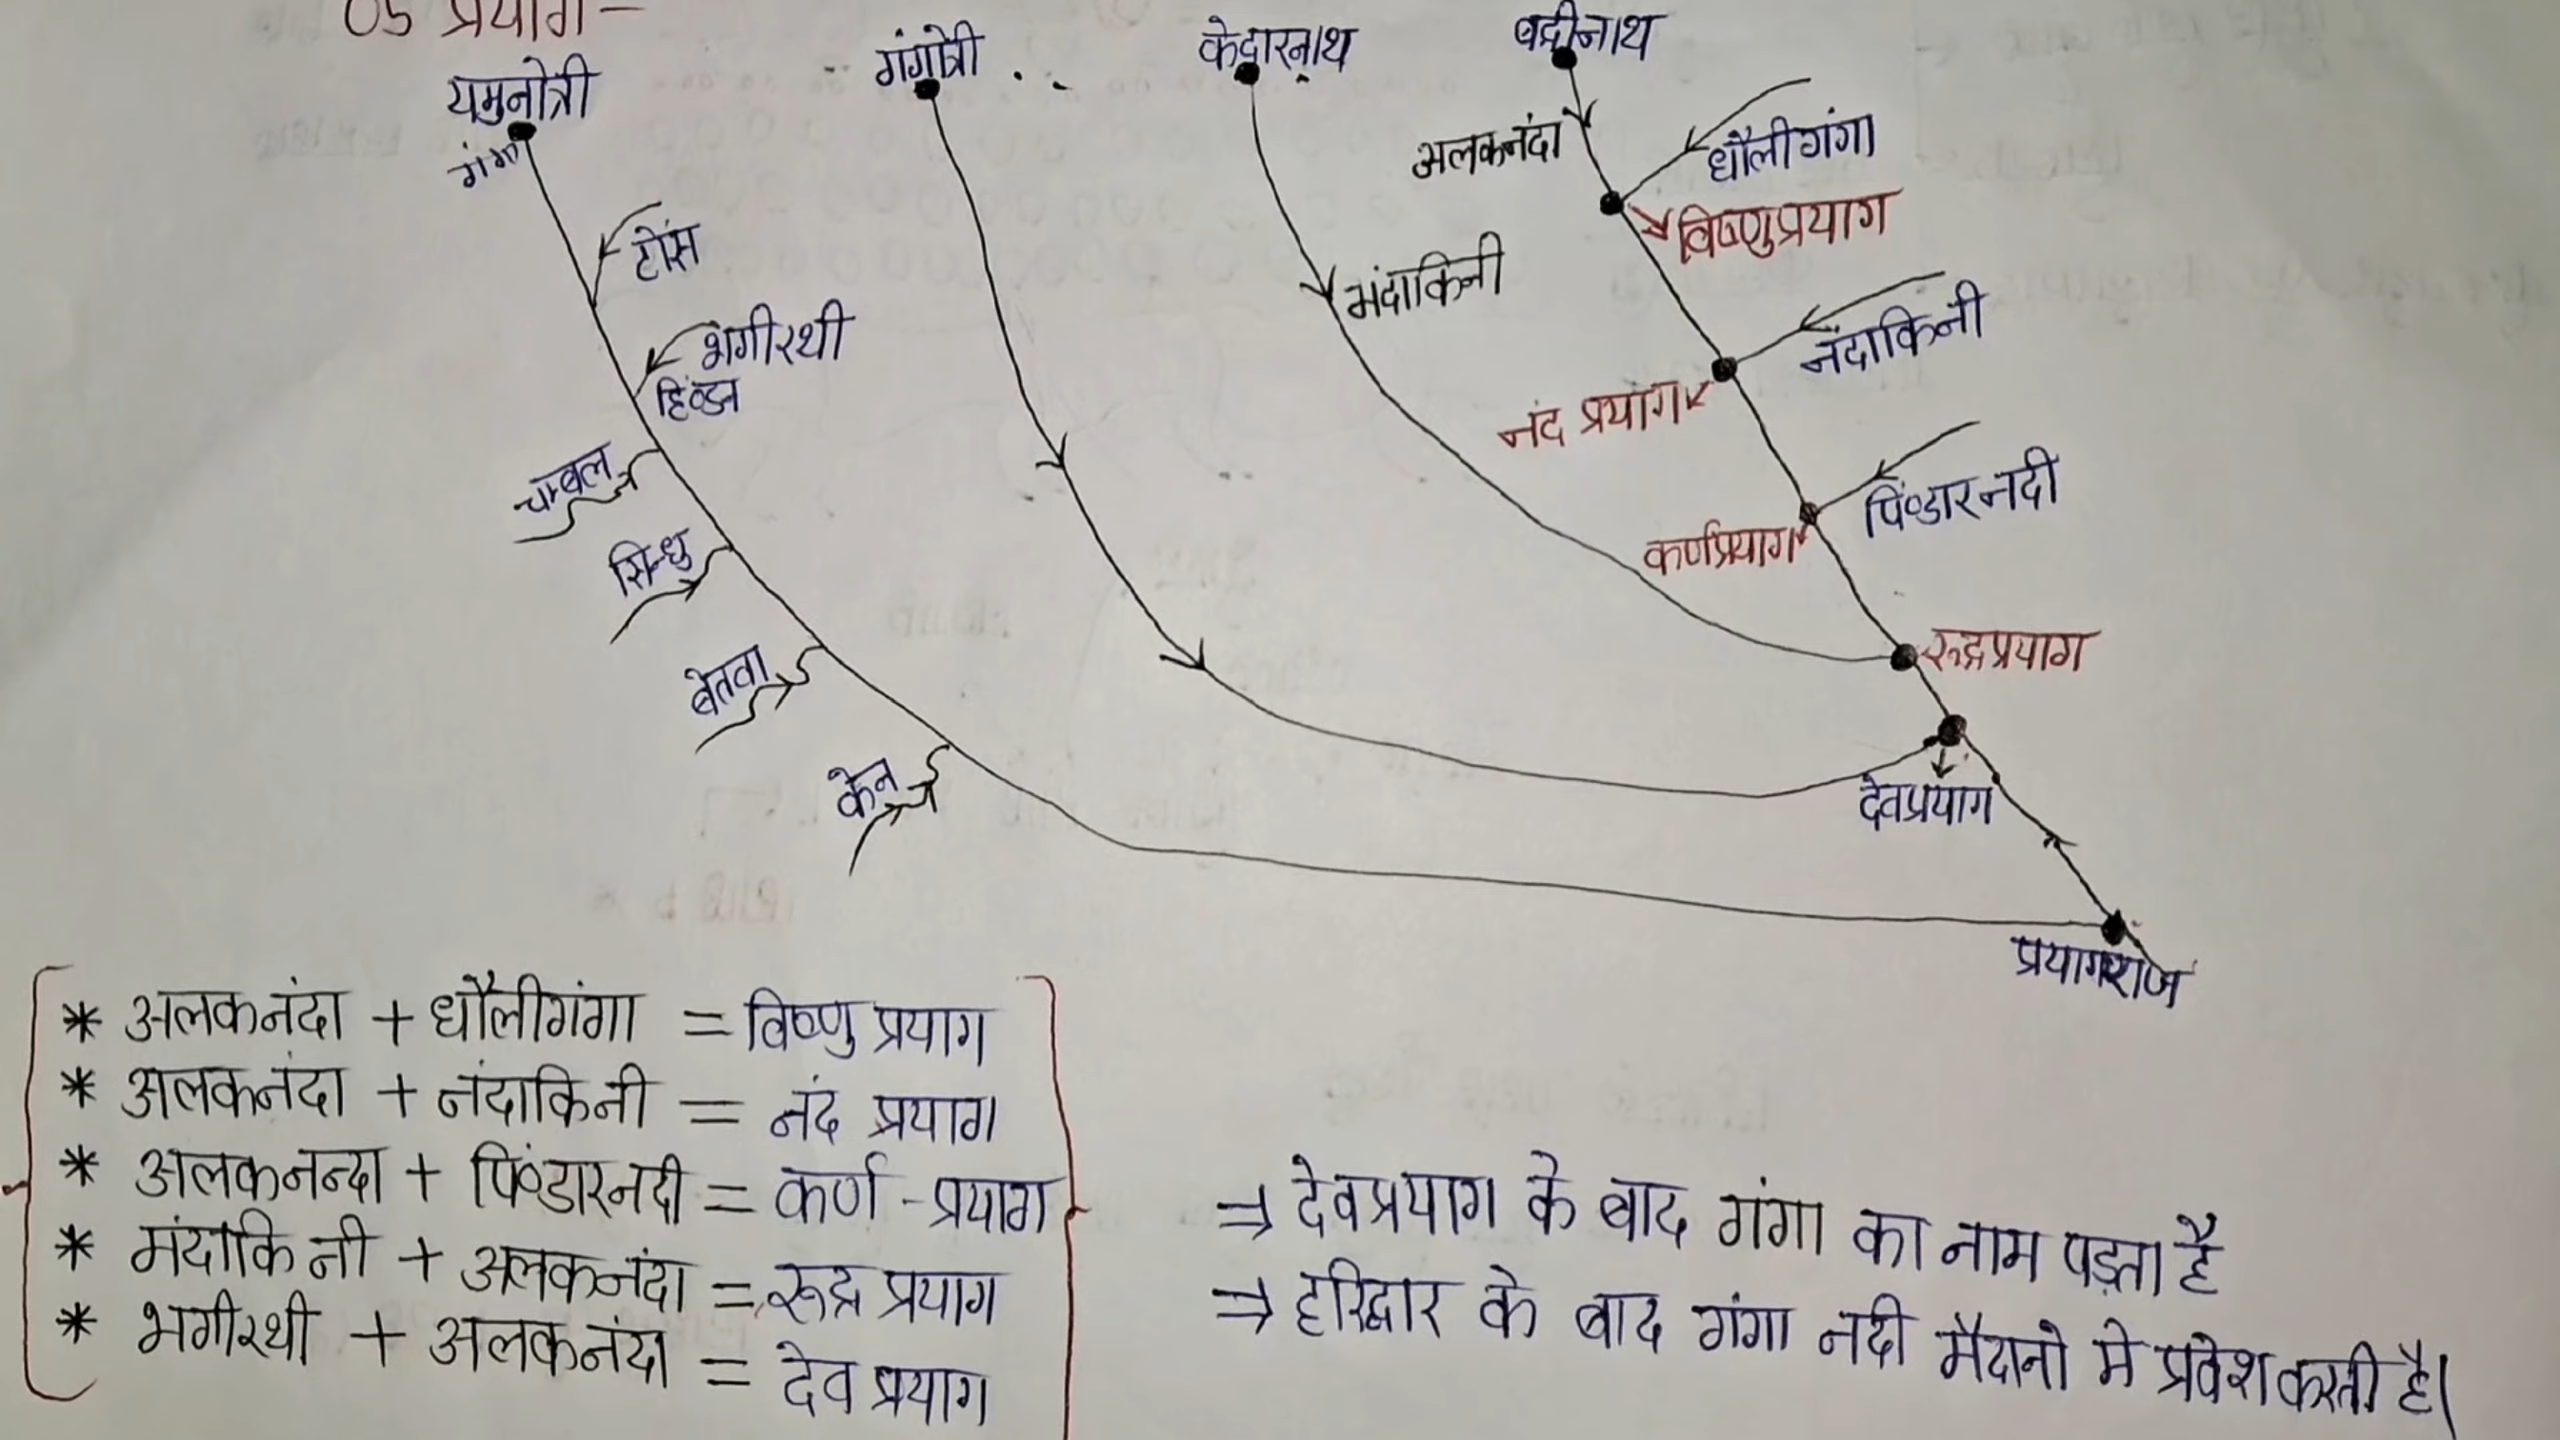 05 प्रयाग -
यमुनोत्री
गंगा
गंगोत्री
केदारनाथ
बद्रीनाथ
अलकनंदा
धौलीगंगा
विष्णुप्रयाग
टोंस
मंदाकिनी
नंदाकिनी
भगीरथी
हिण्डन
नंद प्रयाग
चम्बल
पिंण्डारनदी
कर्णप्रयाग
सिन्धु
रूद्रप्रयाग
बेतवा
केन
देवप्रयाग
प्रयागराज
* अलकनंदा + धौलीगंगा = विष्णु प्रयाग
* अलकनंदा + नंदाकिनी = नंद प्रयाग
* अलकनन्दा + पिंण्डारनदी = कर्ण - प्रयाग
* मंदाकिनी + अलकनंदा = रूद्र प्रयाग
* भगीरथी + अलकनंदा = देव प्रयाग
⇒ देवप्रयाग के बाद गंगा का नाम पड़ता है
⇒ हरिद्वार के बाद गंगा नदी मैदानो मे प्रवेश करती है।